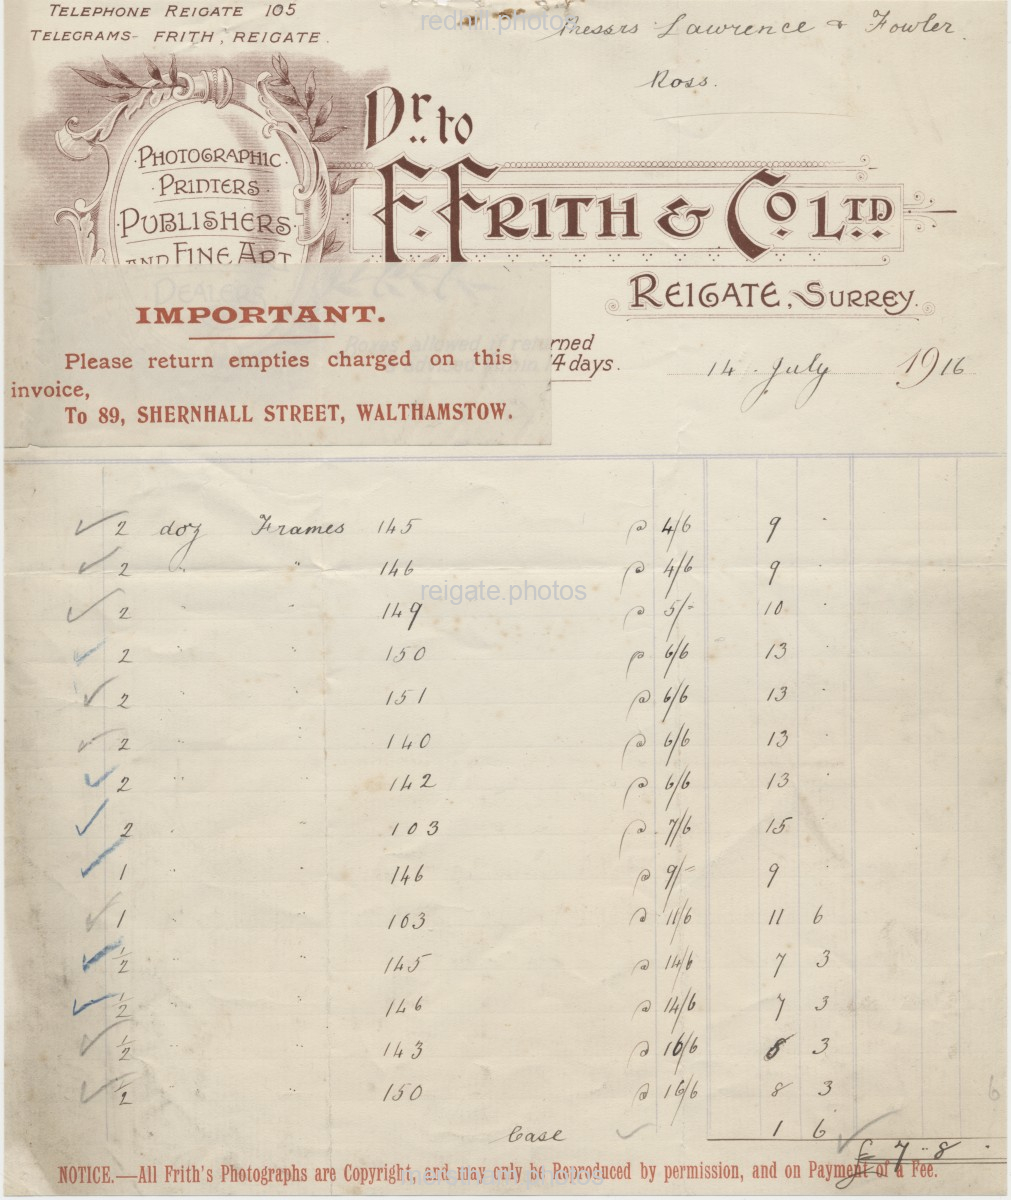 TELEPHONE REIGATE 105
TELEGRAMS- FRITH, REIGATE.
redhill.photos
Messrs Lawrence & Fowler.
Ross.
Dr. to
PHOTOGRAPHIC
PRINTERS
PUBLISHERS
AND FINE ART
DEALERS
F. FRITH & CO. LTD.
REIGATE, SURREY.
IMPORTANT.
Please return empties charged on this
invoice,
To 89, SHERNHALL STREET, WALTHAMSTOW.
rned
14 days.
14 July 1916
2 doz Frames 145 @ 4/6 9 "
2 " " 146 @ 4/6 9 "
reigate.photos
2 " " 149 @ 5/- 10 "
2 " " 150 @ 6/6 13 "
2 " " 151 @ 6/6 13 "
2 " " 140 @ 6/6 13 "
2 " " 142 @ 6/6 13 "
2 " " 103 @ 7/6 15 "
1 " " 146 @ 9/- 9 "
1 " " 103 @ 11/6 11 6
1/2 " " 145 @ 14/6 7 3
1/2 " " 146 @ 14/6 7 3
1/2 " " 143 @ 16/6 8 3
1/2 " " 150 @ 16/6 8 3
Case 1 6
£ 7 " 8 "
NOTICE.—All Frith's Photographs are Copyright, and may only be Reproduced by permission, and on Payment of a Fee.